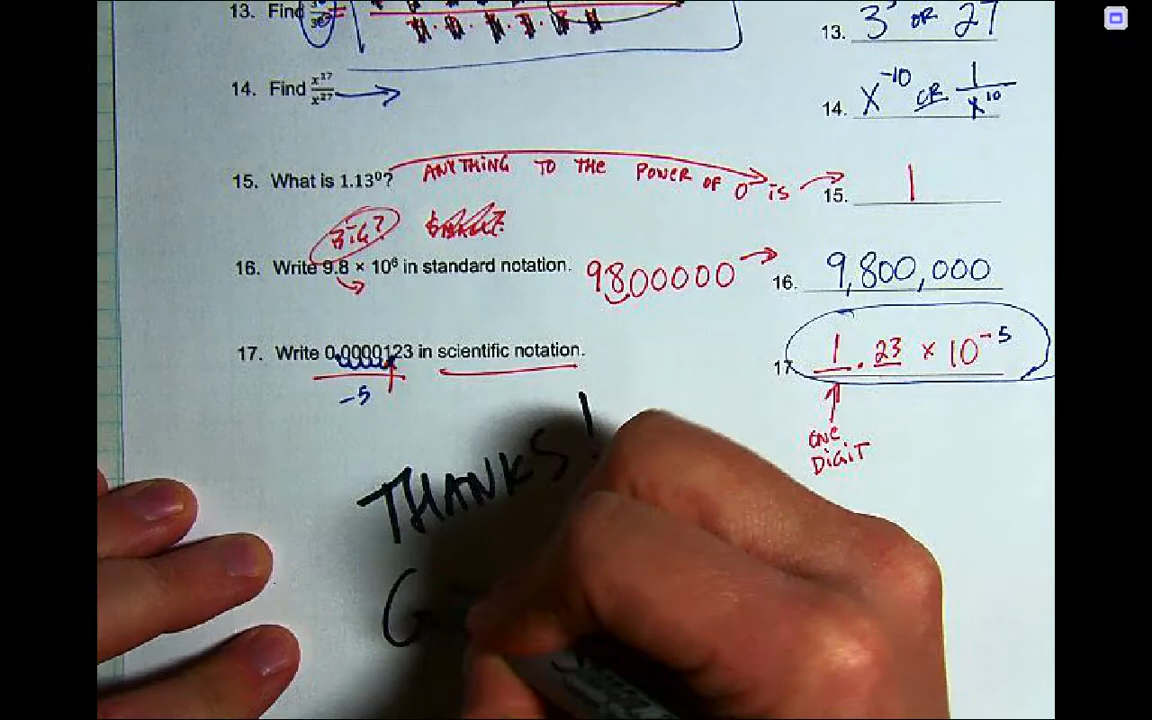 13. Find
13. 3 OR 27
14. Find x¹⁷/x²⁷
14. x⁻¹⁰ OR 1/x¹⁰
15. What is 1.13⁰? ANYTHING TO THE POWER OF 0 is
15. 1
BIG?
16. Write 9.8 × 10⁶ in standard notation. 9800000
16. 9,800,000
17. Write 0.0000123 in scientific notation.
17. 1.23 × 10⁻⁵
-5
ONE
DIGIT
THANKS!